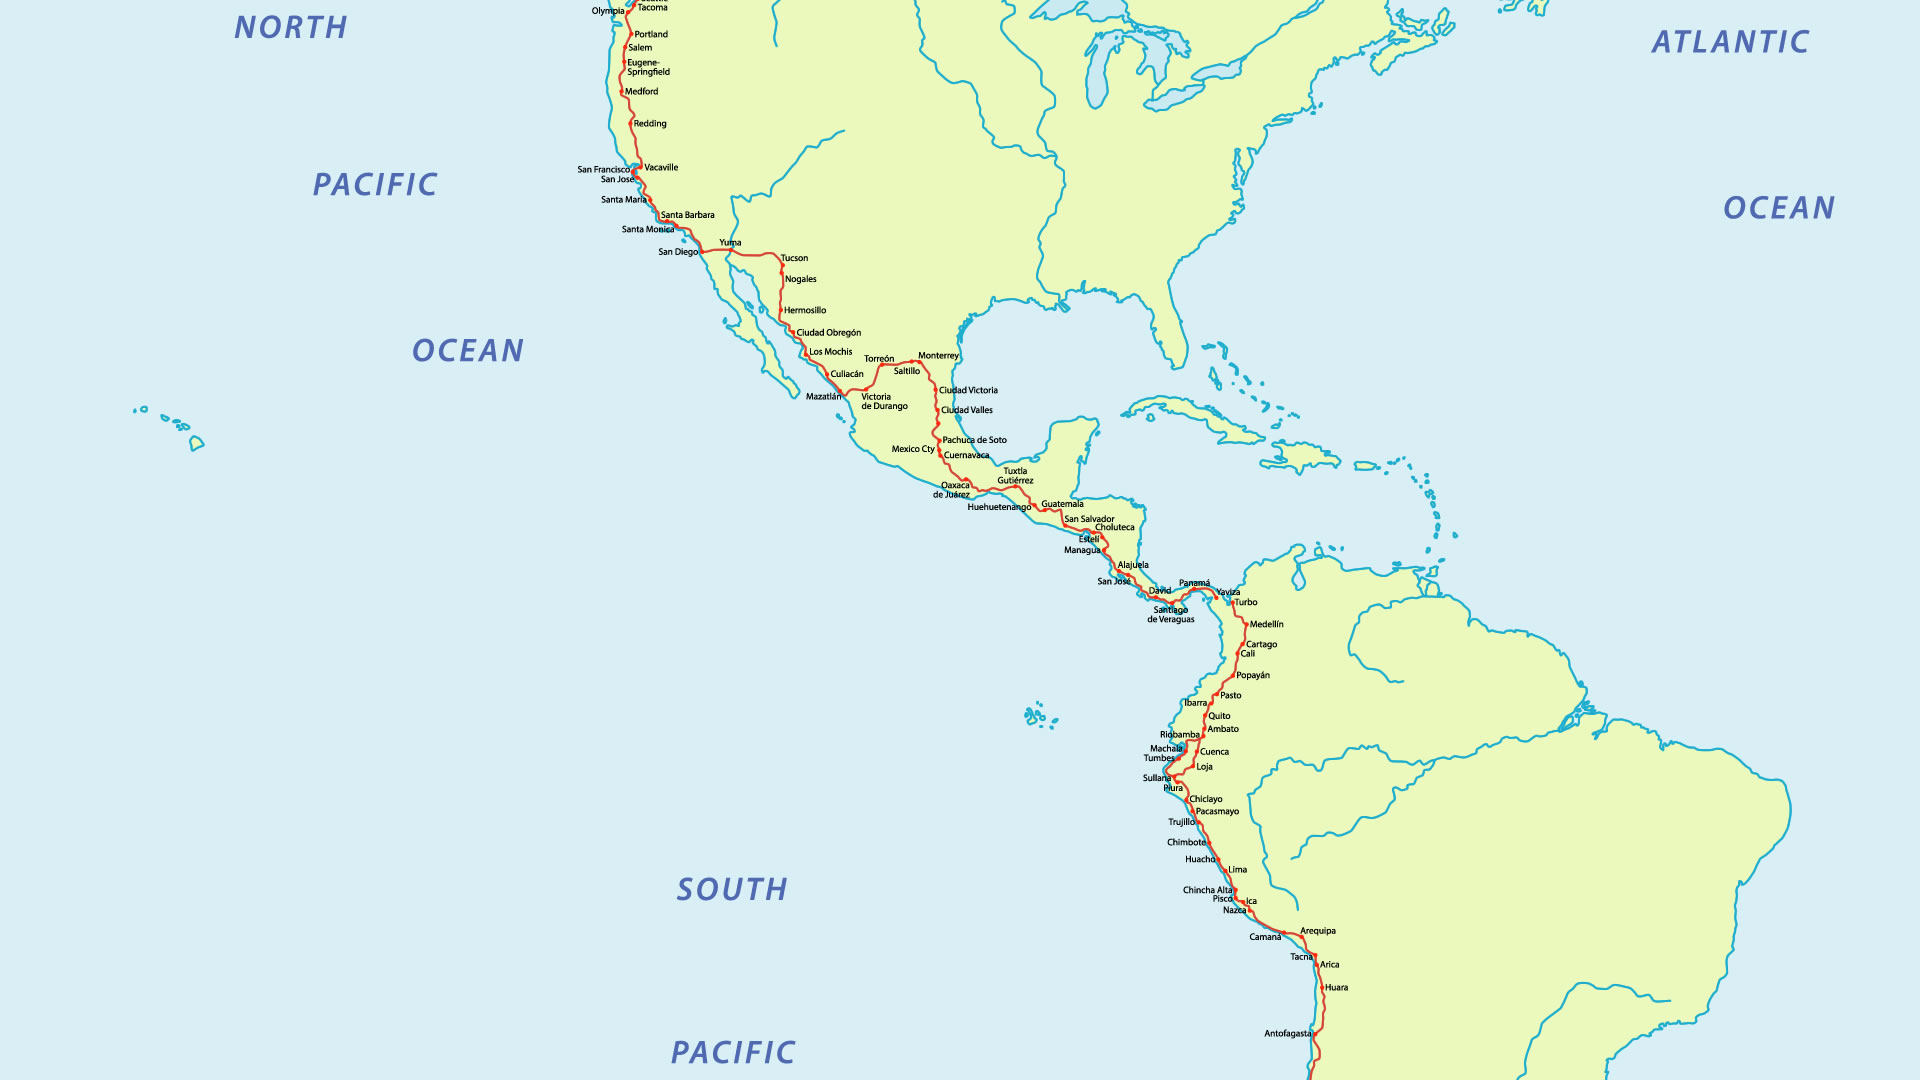 NORTH
PACIFIC
OCEAN
ATLANTIC
OCEAN
SOUTH
PACIFIC
Tacoma
Olympia
Portland
Salem
Eugene-
Springfield
Medford
Redding
Vacaville
San Francisco
San José
Santa Maria
Santa Barbara
Santa Monica
San Diego
Yuma
Tucson
Nogales
Hermosillo
Ciudad Obregón
Los Mochis
Culiacán
Mazatlán
Victoria
de Durango
Torreón
Saltillo
Monterrey
Ciudad Victoria
Ciudad Valles
Pachuca de Soto
Mexico Cty
Cuernavaca
Oaxaca
de Juárez
Tuxtla
Gutiérrez
Huehuetenango
Guatemala
San Salvador
Choluteca
Estelí
Managua
Alajuela
San José
David
Santiago
de Veraguas
Panamá
Yaviza
Turbo
Medellín
Cartago
Cali
Popayán
Pasto
Ibarra
Quito
Ambato
Riobamba
Machala
Cuenca
Tumbes
Loja
Sullana
Piura
Chiclayo
Pacasmayo
Trujillo
Chimbote
Huacho
Lima
Chincha Alta
Pisco
Ica
Nazca
Camaná
Arequipa
Tacna
Arica
Huara
Antofagasta